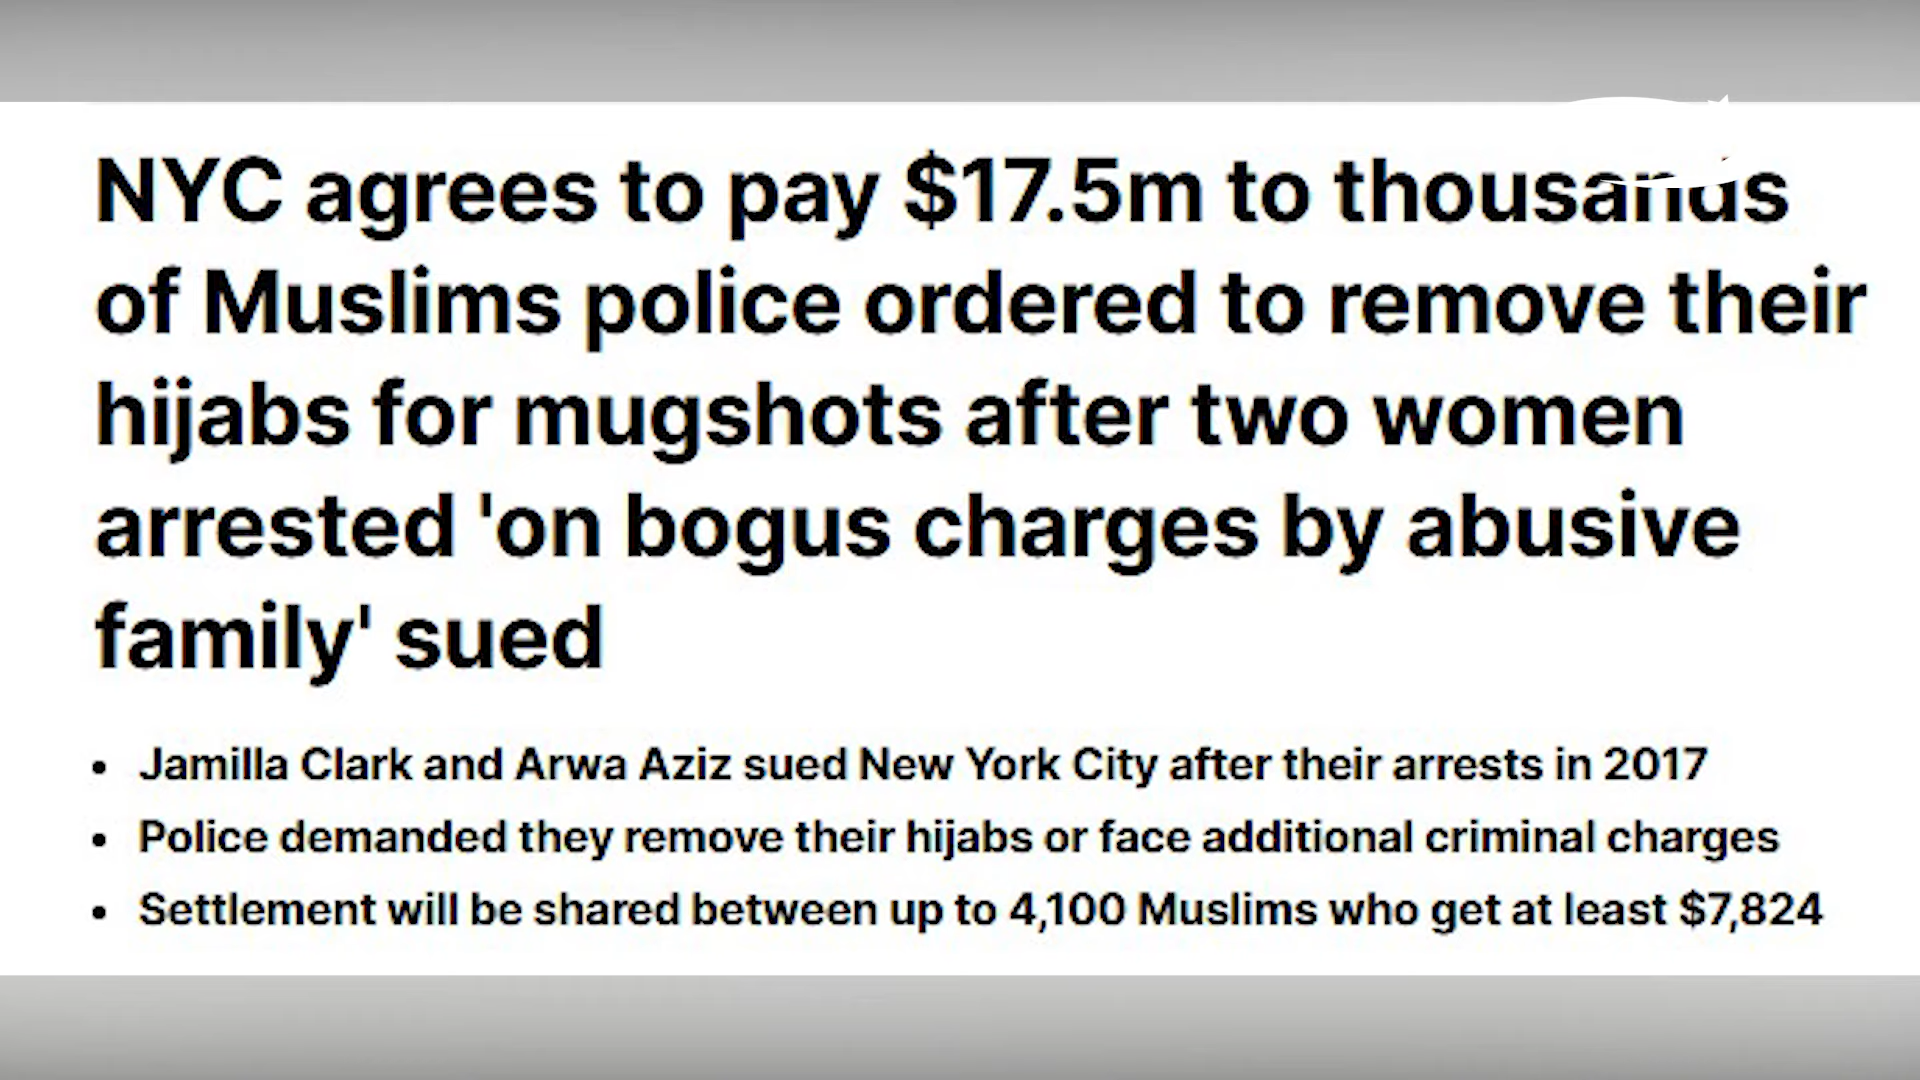 NYC agrees to pay $17.5m to thousands
of Muslims police ordered to remove their
hijabs for mugshots after two women
arrested 'on bogus charges by abusive
family' sued
• Jamilla Clark and Arwa Aziz sued New York City after their arrests in 2017
• Police demanded they remove their hijabs or face additional criminal charges
• Settlement will be shared between up to 4,100 Muslims who get at least $7,824